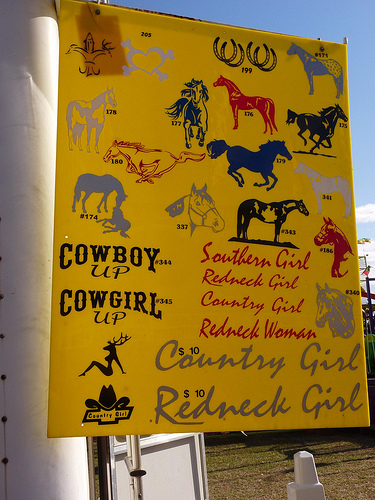 205
199
#171
178
177
176
175
180
179
341
#174
337
#343
#186
COWBOY UP #344
Southern Girl
Redneck Girl
#340
COWGIRL UP #345
Country Girl
Redneck Woman
$ 10
Country Girl
$ 10
Redneck Girl
Country Girl